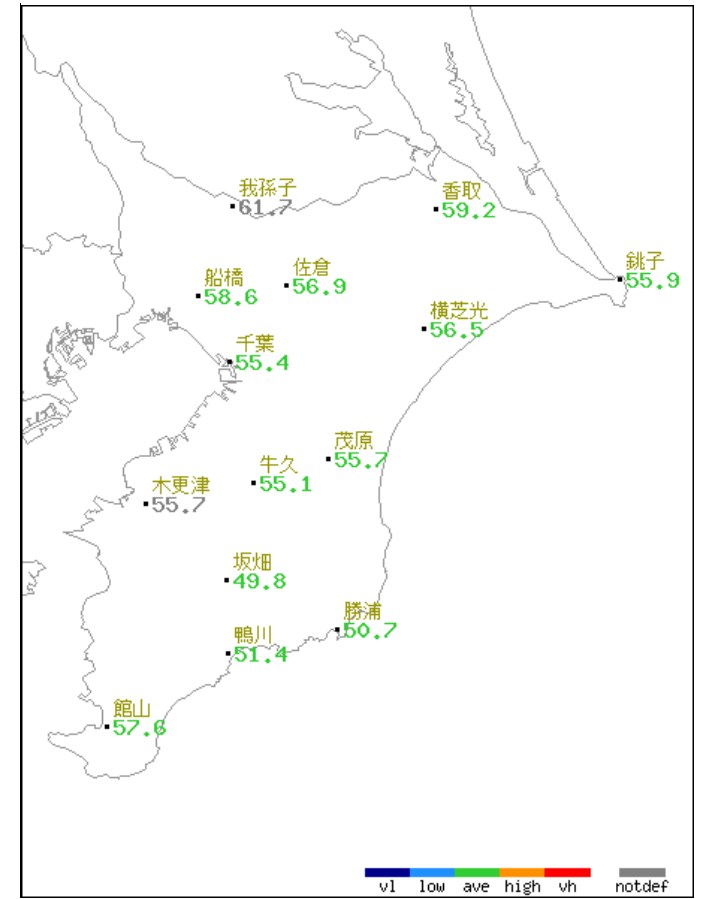 我孫子
61.7
香取
59.2
銚子
55.9
佐倉
56.9
船橋
58.6
横芝光
56.5
千葉
55.4
茂原
55.7
牛久
55.1
木更津
55.7
坂畑
49.8
勝浦
50.7
鴨川
51.4
館山
57.6
vl low ave high vh notdef